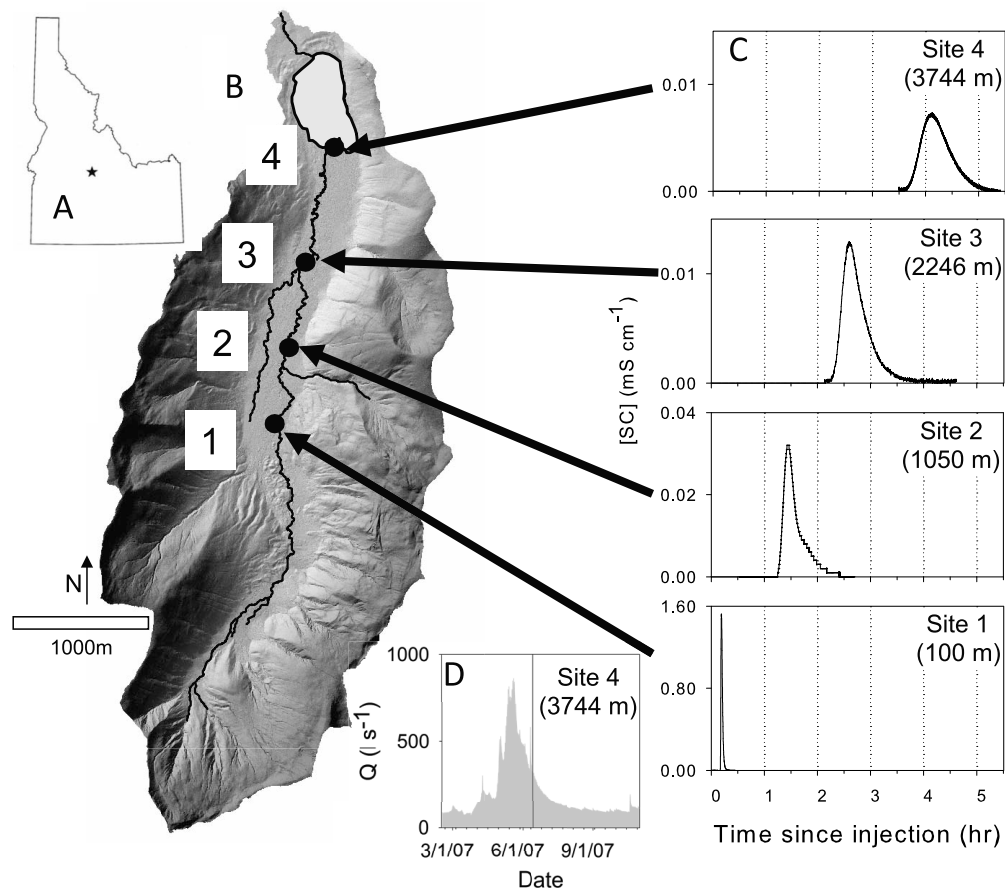 A
B
4
3
2
1
N
1000m
C
Site 4
(3744 m)
0.01
0.00
Site 3
(2246 m)
0.01
0.00
[SC] (mS cm⁻¹)
0.04
Site 2
(1050 m)
0.02
0.00
1.60
Site 1
(100 m)
0.80
0.00
0 1 2 3 4 5
Time since injection (hr)
D
Site 4
(3744 m)
1000
500
0
Q (l s⁻¹)
3/1/07 6/1/07 9/1/07
Date